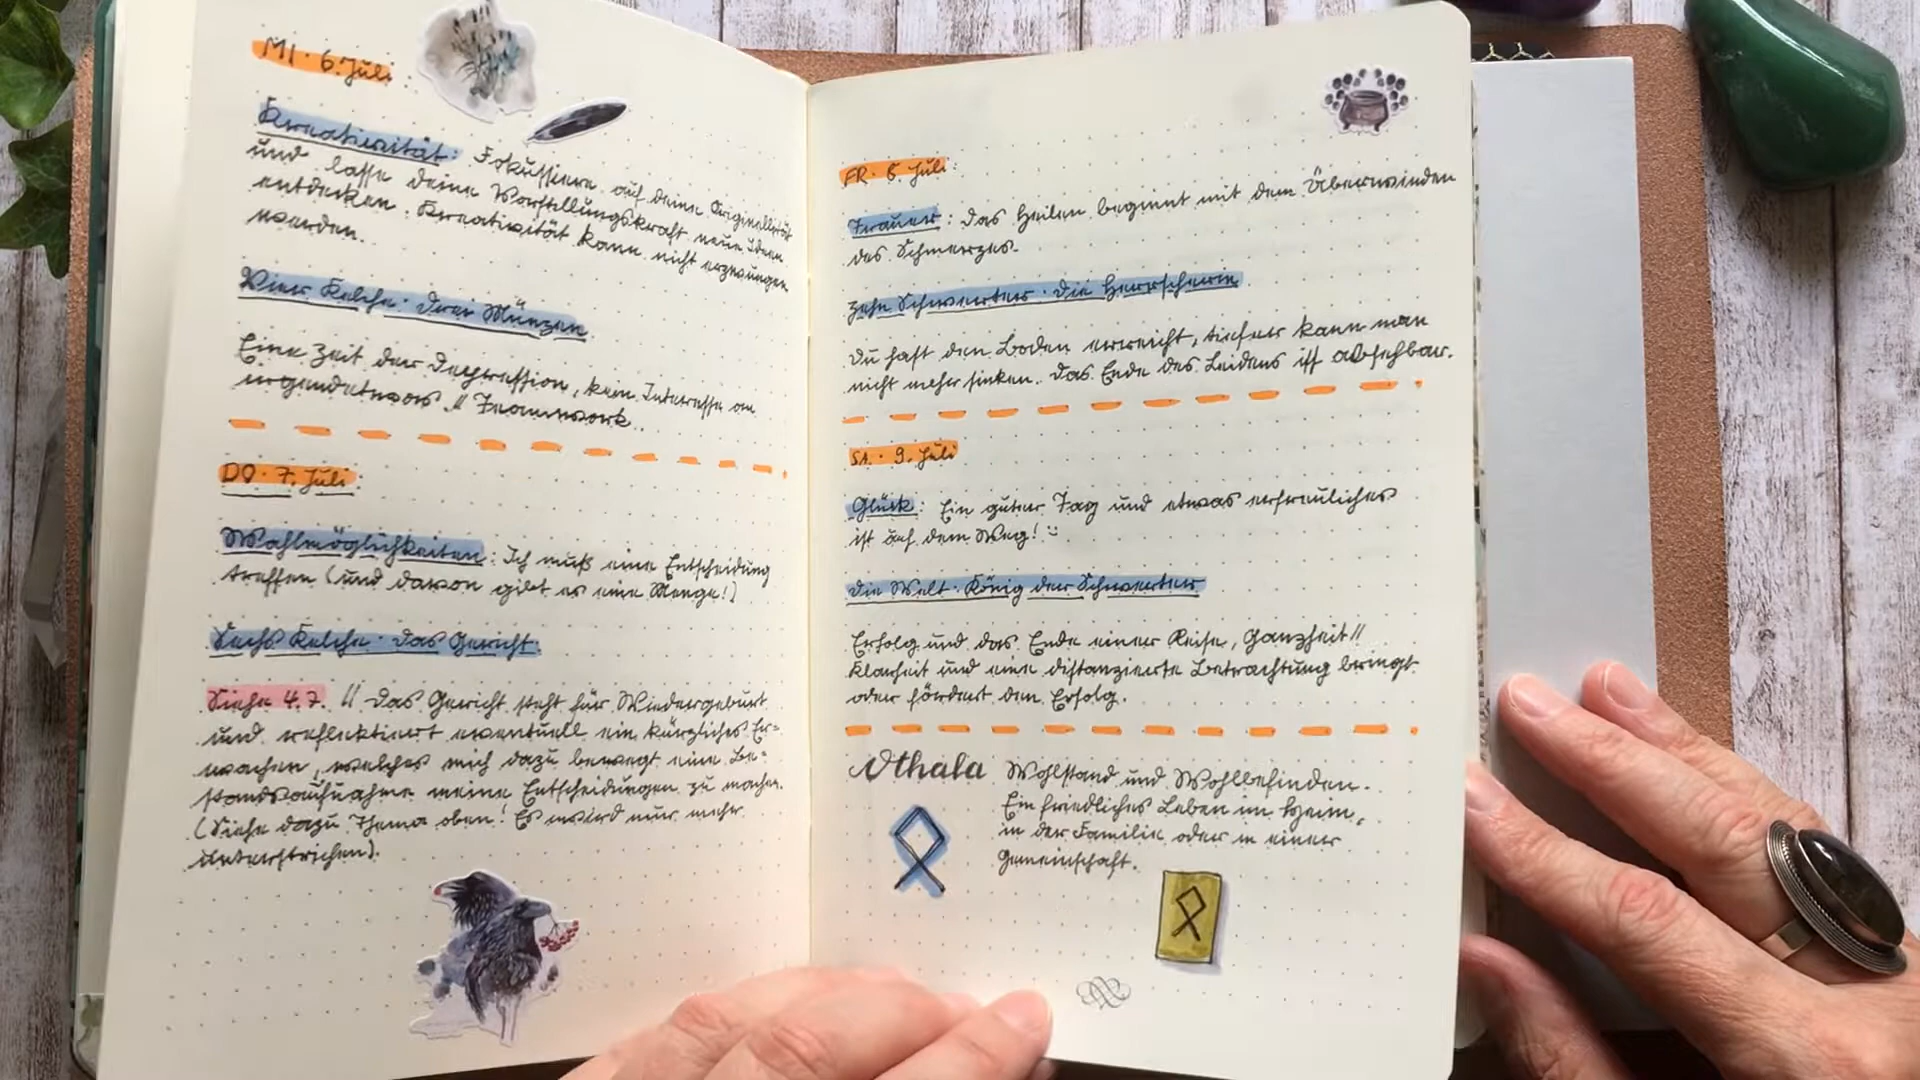 MI · 6. Juli :
Kreativität: Fokussiere auf deine Originalität
und lasse deine Vorstellungskraft neue Ideen
entdecken. Kreativität kann nicht erzwungen
werden.
Vier Kelche · Drei Münzen
Eine Zeit der Depression, kein Interesse an
irgendetwas // Teamwork.
DO · 7. Juli :
Wahlmöglichkeiten: Ich muß eine Entscheidung
treffen (und davon gibt es eine Menge!)
Sechs Kelche · Das Gericht.
Siehe 4.7. // Das Gericht steht für Wiedergeburt
und reflektiert eventuell ein kürzliches Er=
wachen, welches mich dazu bewegt eine Be=
standsaufnahme meine Entscheidungen zu machen.
(Siehe dazu Thema oben! Es wird nur mehr
unterstrichen).
FR · 8. Juli :
Trauer: Das Heilen beginnt mit dem Überwinden
des Schmerzes.
Zehn Schwerter · Die Herrscherin
Du hast den Boden erreicht, tiefer kann man
nicht mehr sinken. Das Ende des Leidens ist absehbar.
SA · 9. Juli
Glück: Ein guter Tag und etwas erfreuliches
ist auf dem Weg! :)
Die Welt · König der Schwerter
Erfolg und das Ende einer Reise, Ganzheit //
Klarheit und eine distanzierte Betrachtung bringt
oder fördert den Erfolg.
Othala Wohlstand und Wohlbefinden.
Ein friedliches Leben im Heim,
in der Familie oder in einer
Gemeinschaft.